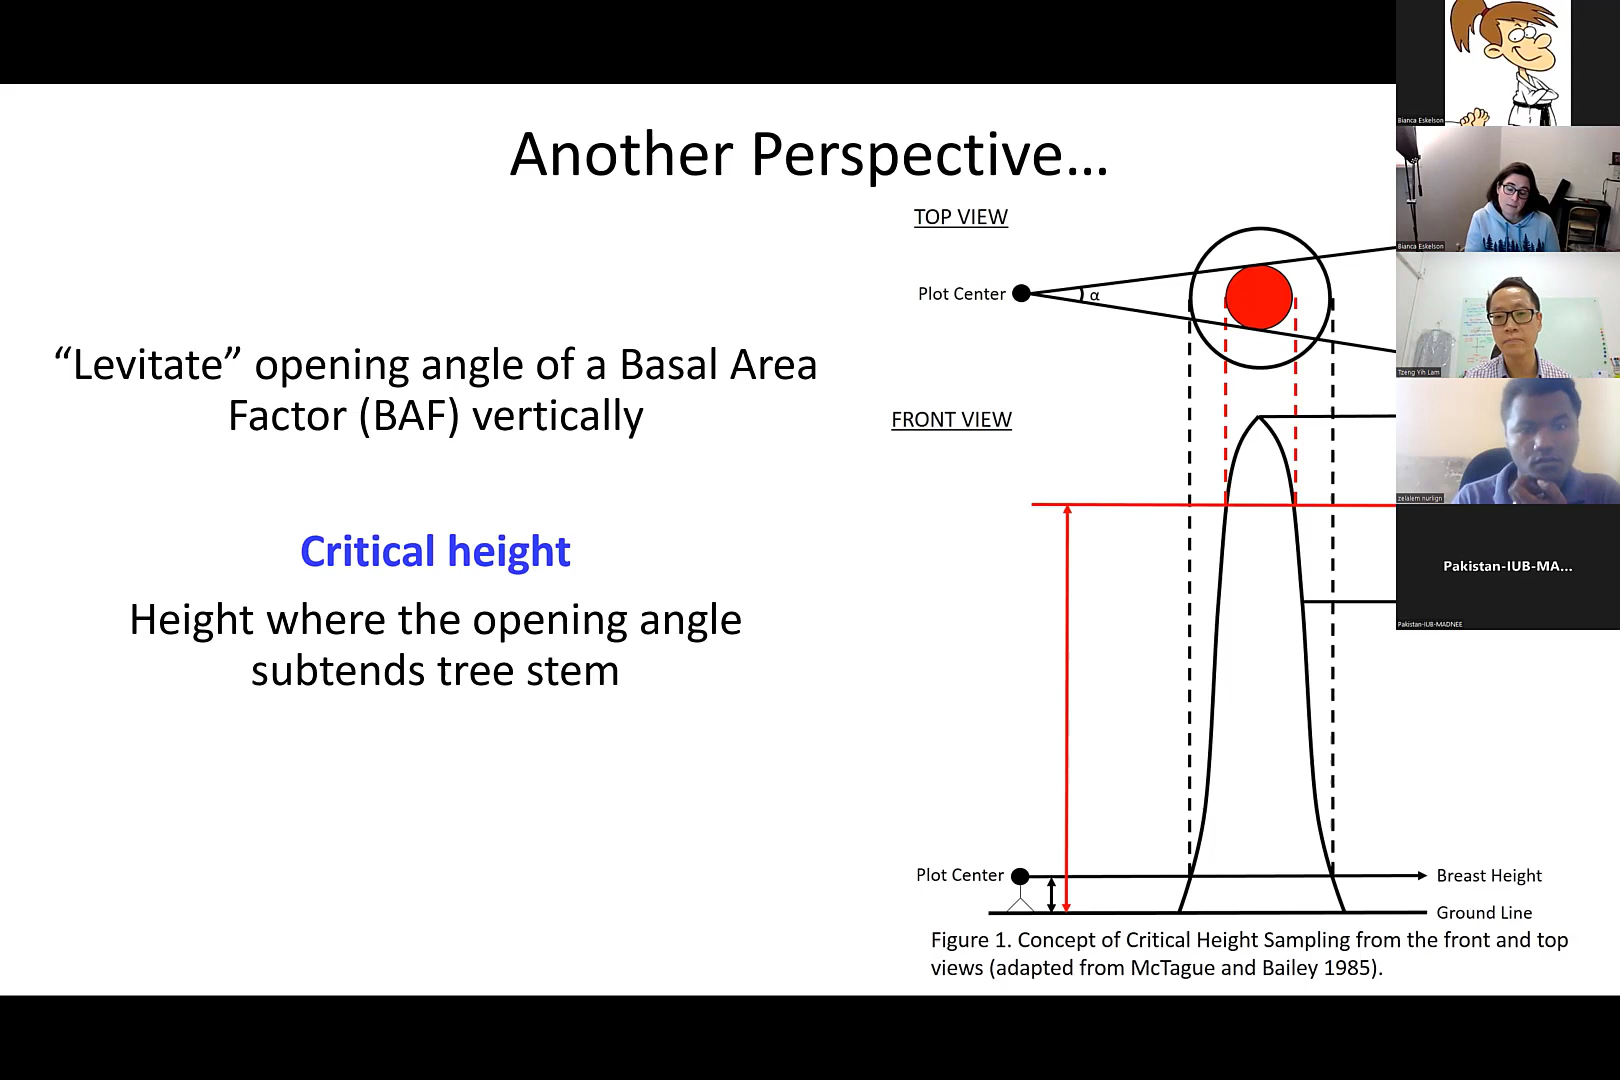 Another Perspective...
TOP VIEW
Plot Center
α
“Levitate” opening angle of a Basal Area
Factor (BAF) vertically
FRONT VIEW
Critical height
Height where the opening angle
subtends tree stem
Plot Center
Breast Height
Ground Line
Figure 1. Concept of Critical Height Sampling from the front and top
views (adapted from McTague and Bailey 1985).
Bianca Eskelson
Bianca Eskelson
Tzeng Yih Lam
zelalem nurlign
Pakistan-IUB-MA...
Pakistan-IUB-MADNEE